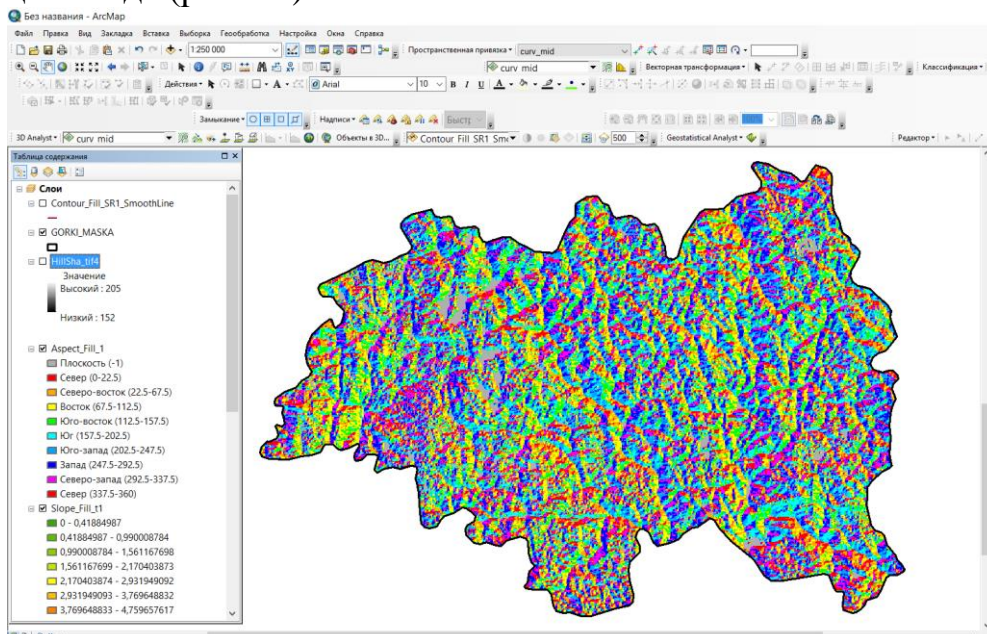 Без названия - ArcMap
Файл Правка Вид Закладка Вставка Выборка Геообработка Настройка Окна Справка
1:250 000 Пространственная привязка curv_mid
curv mid Векторная трансформация Классификация
Действия А Arial 10 B I U A
Замыкание Надписи Быстр
3D Analyst curv mid Объекты в 3D... Contour Fill SR1 Smo 500 Geostatistical Analyst Редактор
Таблица содержания
Слои
Contour_Fill_SR1_SmoothLine
GORKI_MASKA
HillSha_tif4
Значение
Высокий : 205
Низкий : 152
Aspect_Fill_1
Плоскость (-1)
Север (0-22.5)
Северо-восток (22.5-67.5)
Восток (67.5-112.5)
Юго-восток (112.5-157.5)
Юг (157.5-202.5)
Юго-запад (202.5-247.5)
Запад (247.5-292.5)
Северо-запад (292.5-337.5)
Север (337.5-360)
Slope_Fill_t1
0 - 0,41884987
0,41884987 - 0,990008784
0,990008784 - 1,561167698
1,561167699 - 2,170403873
2,170403874 - 2,931949092
2,931949093 - 3,769648832
3,769648833 - 4,759657617